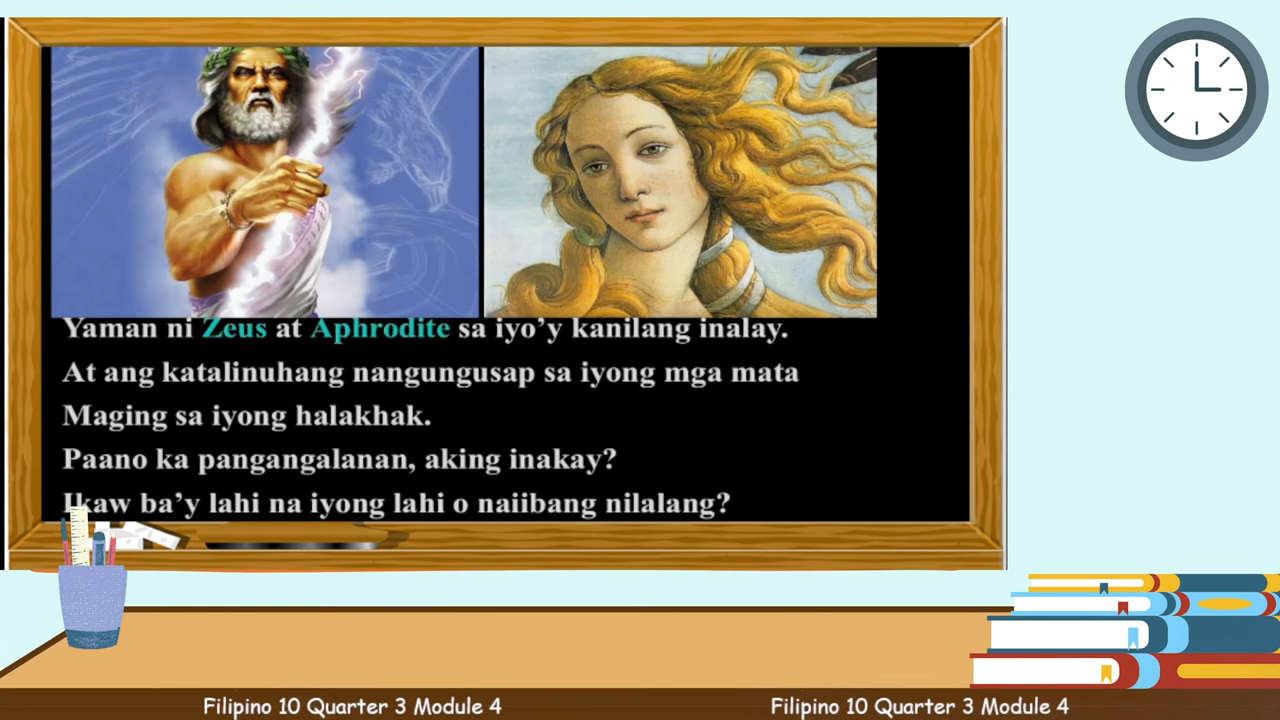 Yaman ni Zeus at Aphrodite sa iyo’y kanilang inalay.
At ang katalinuhang nangungusap sa iyong mga mata
Maging sa iyong halakhak.
Paano ka pangangalanan, aking inakay?
Ikaw ba’y lahi na iyong lahi o naiibang nilalang?
Filipino 10 Quarter 3 Module 4
Filipino 10 Quarter 3 Module 4